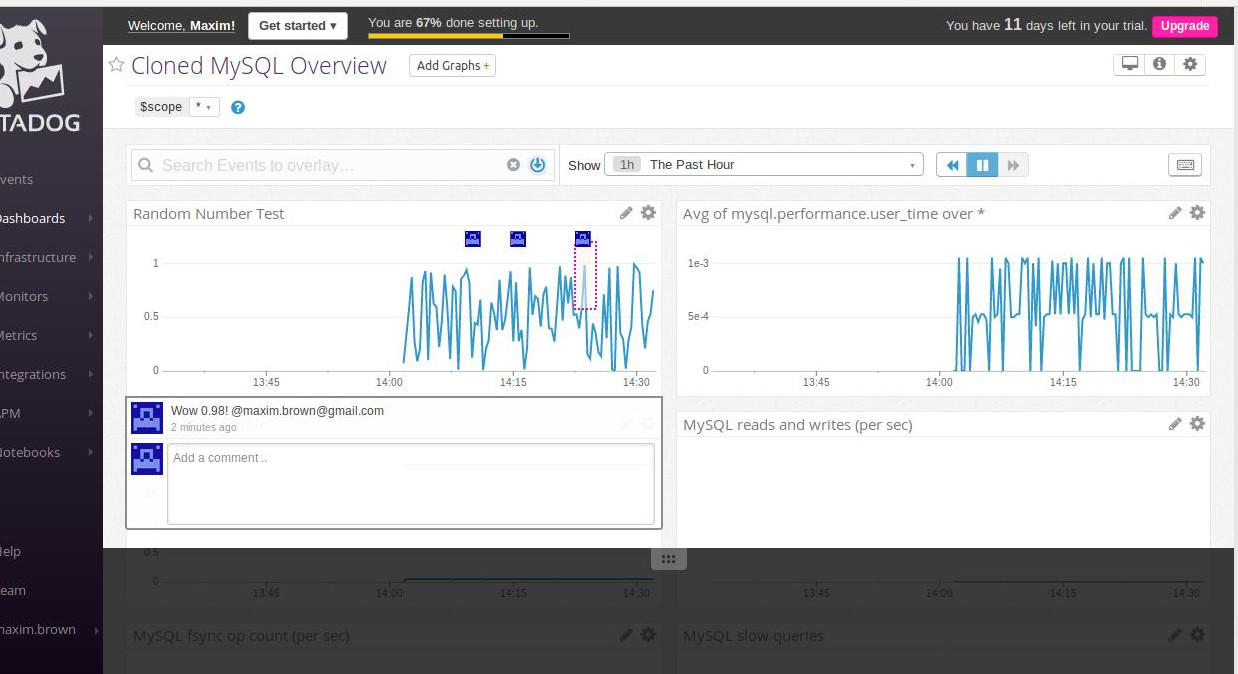 Welcome, Maxim!
Get started ▾
You are 67% done setting up.
You have 11 days left in your trial.
Upgrade
TADOG
vents
Dashboards
nfrastructure
Monitors
Metrics
ntegrations
APM
Notebooks
elp
eam
maxim.brown
Cloned MySQL Overview
Add Graphs +
$scope
*
?
Search Events to overlay...
Show
1h
The Past Hour
Random Number Test
1
0.5
0
13:45
14:00
14:15
14:30
Avg of mysql.performance.user_time over *
1e-3
5e-4
0
13:45
14:00
14:15
14:30
Wow 0.98! @maxim.brown@gmail.com
2 minutes ago
Add a comment ..
MySQL reads and writes (per sec)
1.5
0.5
0
13:45
14:00
14:15
14:30
13:45
14:00
14:15
14:30
MySQL fsync op count (per sec)
MySQL slow queries